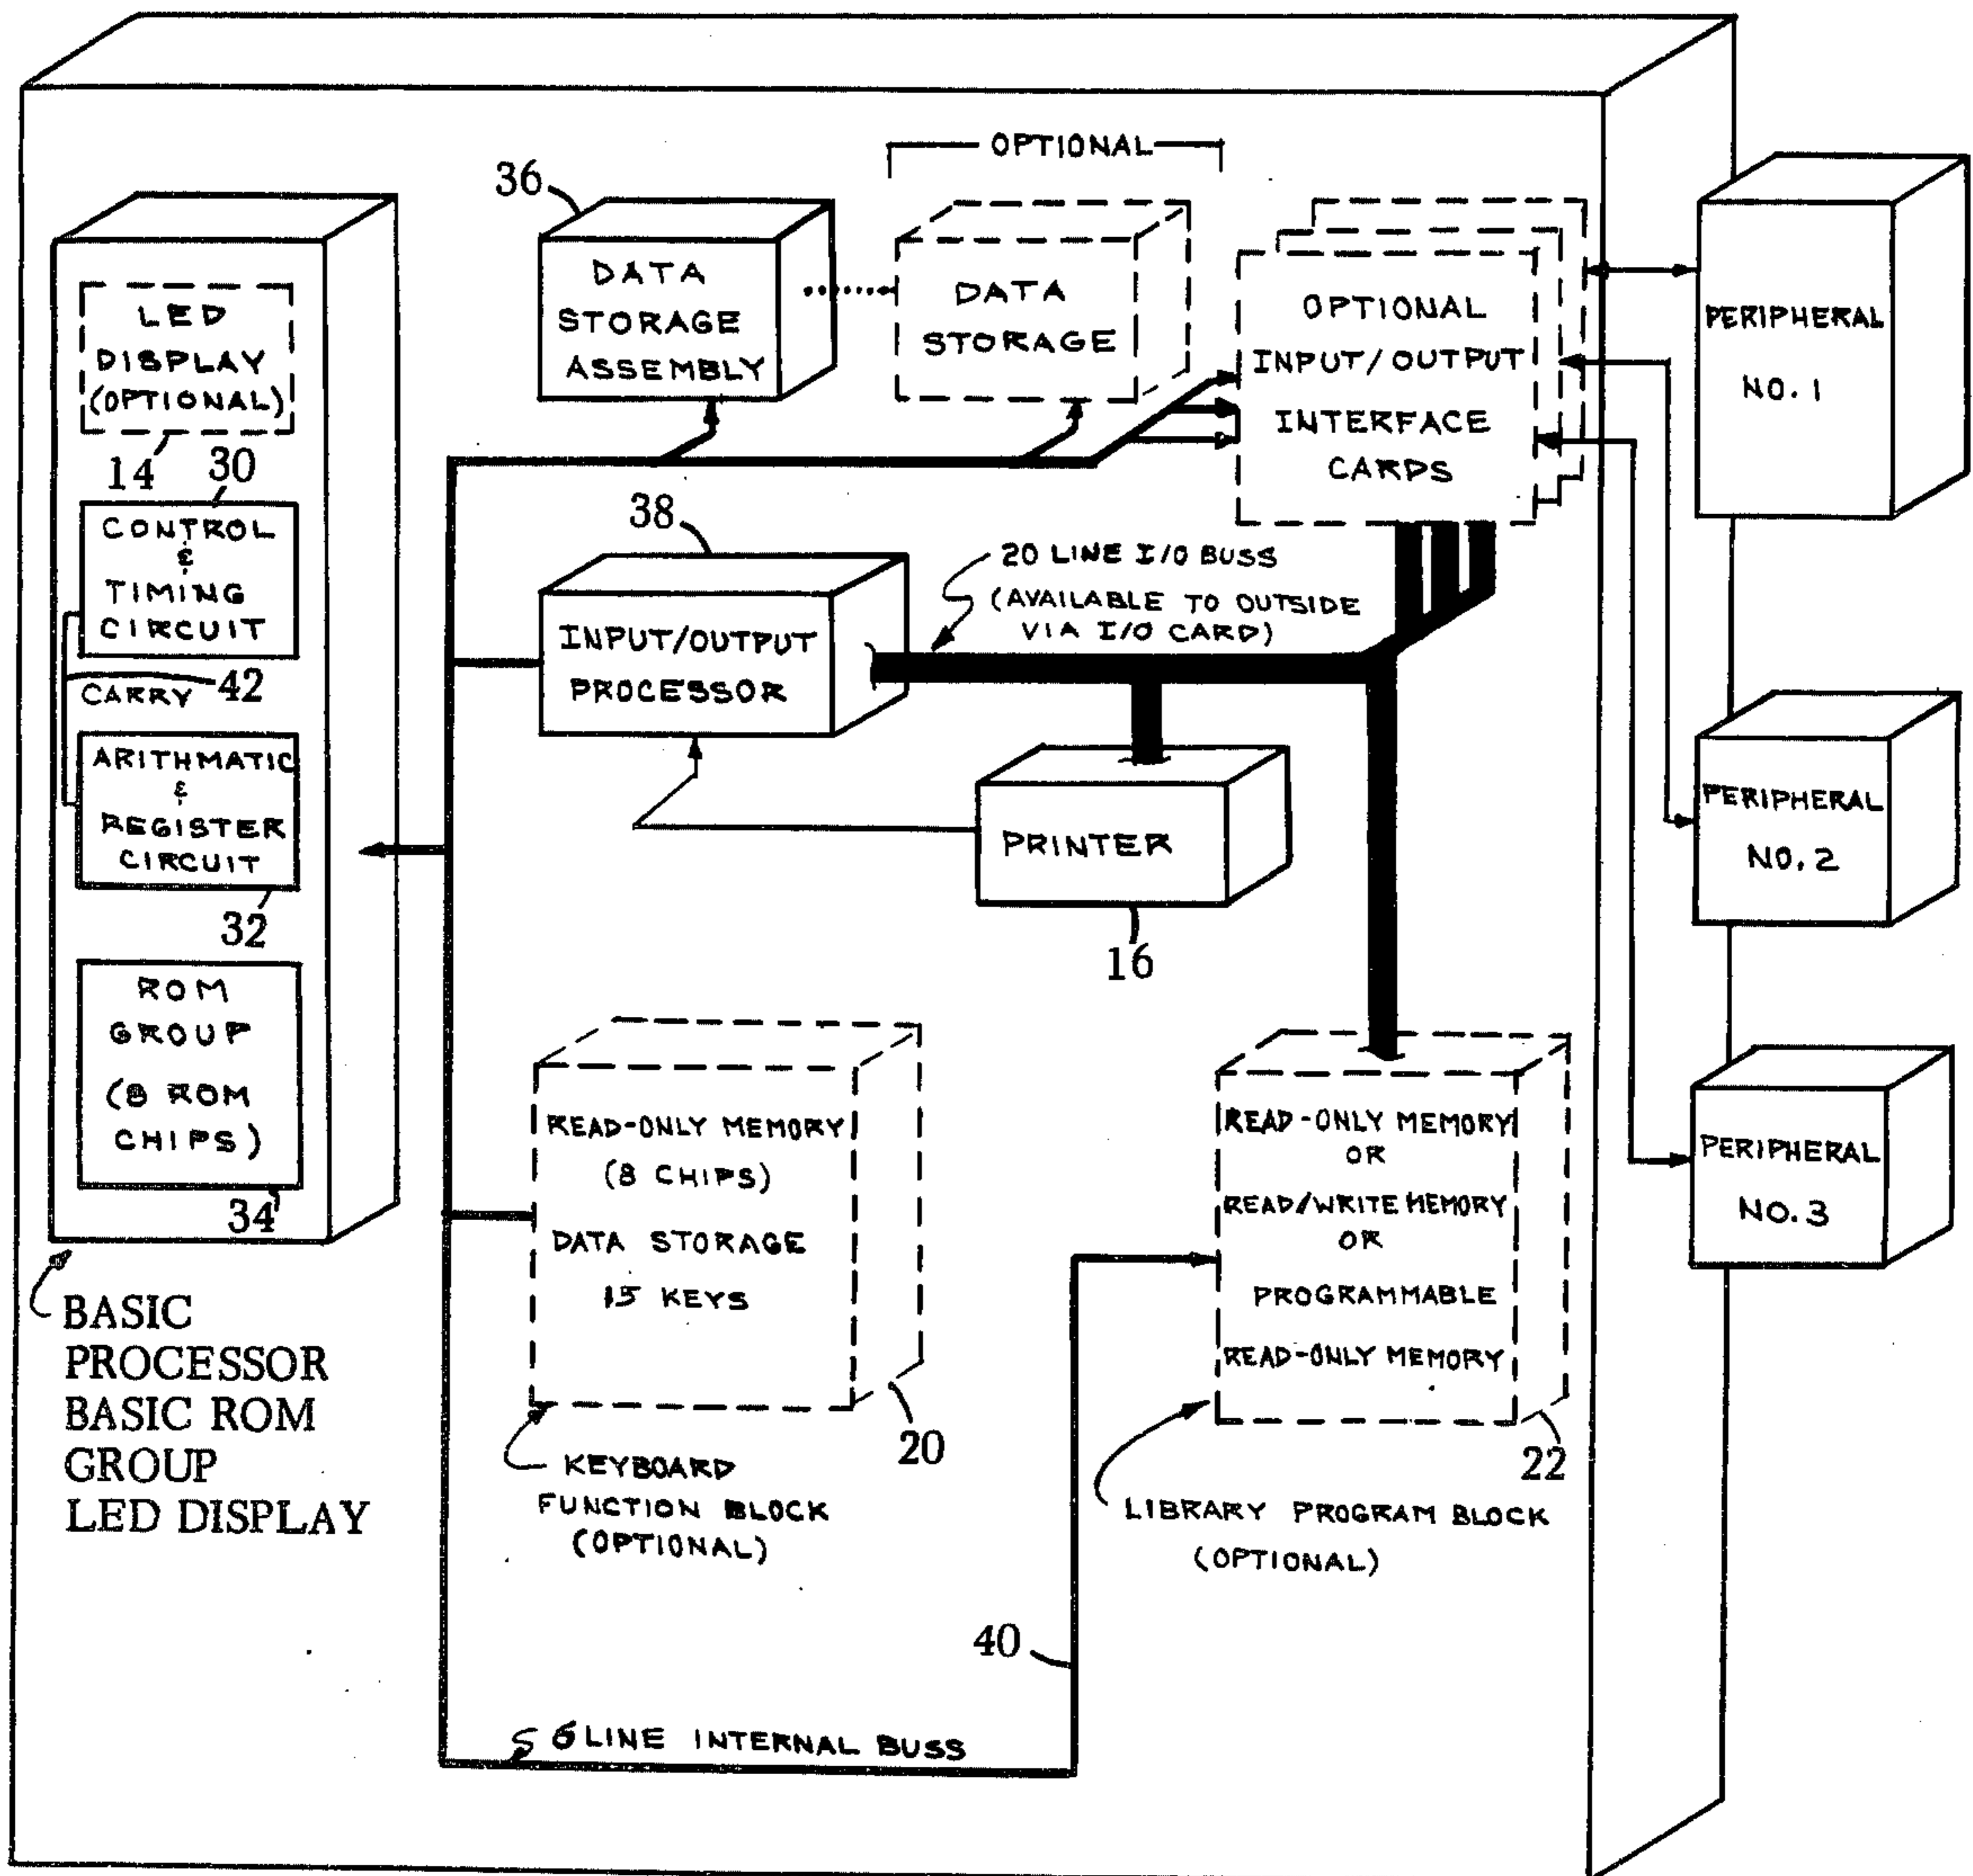 OPTIONAL
36
DATA
STORAGE
ASSEMBLY
DATA
STORAGE
OPTIONAL
INPUT/OUTPUT
INTERFACE
CARDS
PERIPHERAL
NO. 1
LED
DISPLAY
(OPTIONAL)
14
30
CONTROL
&
TIMING
CIRCUIT
CARRY
42
ARITHMATIC
&
REGISTER
CIRCUIT
32
ROM
GROUP
(8 ROM
CHIPS)
34
BASIC
PROCESSOR
BASIC ROM
GROUP
LED DISPLAY
38
INPUT/OUTPUT
PROCESSOR
20 LINE I/O BUSS
(AVAILABLE TO OUTSIDE
VIA I/O CARD)
PRINTER
16
PERIPHERAL
NO. 2
PERIPHERAL
NO. 3
READ-ONLY MEMORY
(8 CHIPS)
DATA STORAGE
15 KEYS
20
KEYBOARD
FUNCTION BLOCK
(OPTIONAL)
READ-ONLY MEMORY
OR
READ/WRITE MEMORY
OR
PROGRAMMABLE
READ-ONLY MEMORY
22
LIBRARY PROGRAM BLOCK
(OPTIONAL)
40
6 LINE INTERNAL BUSS